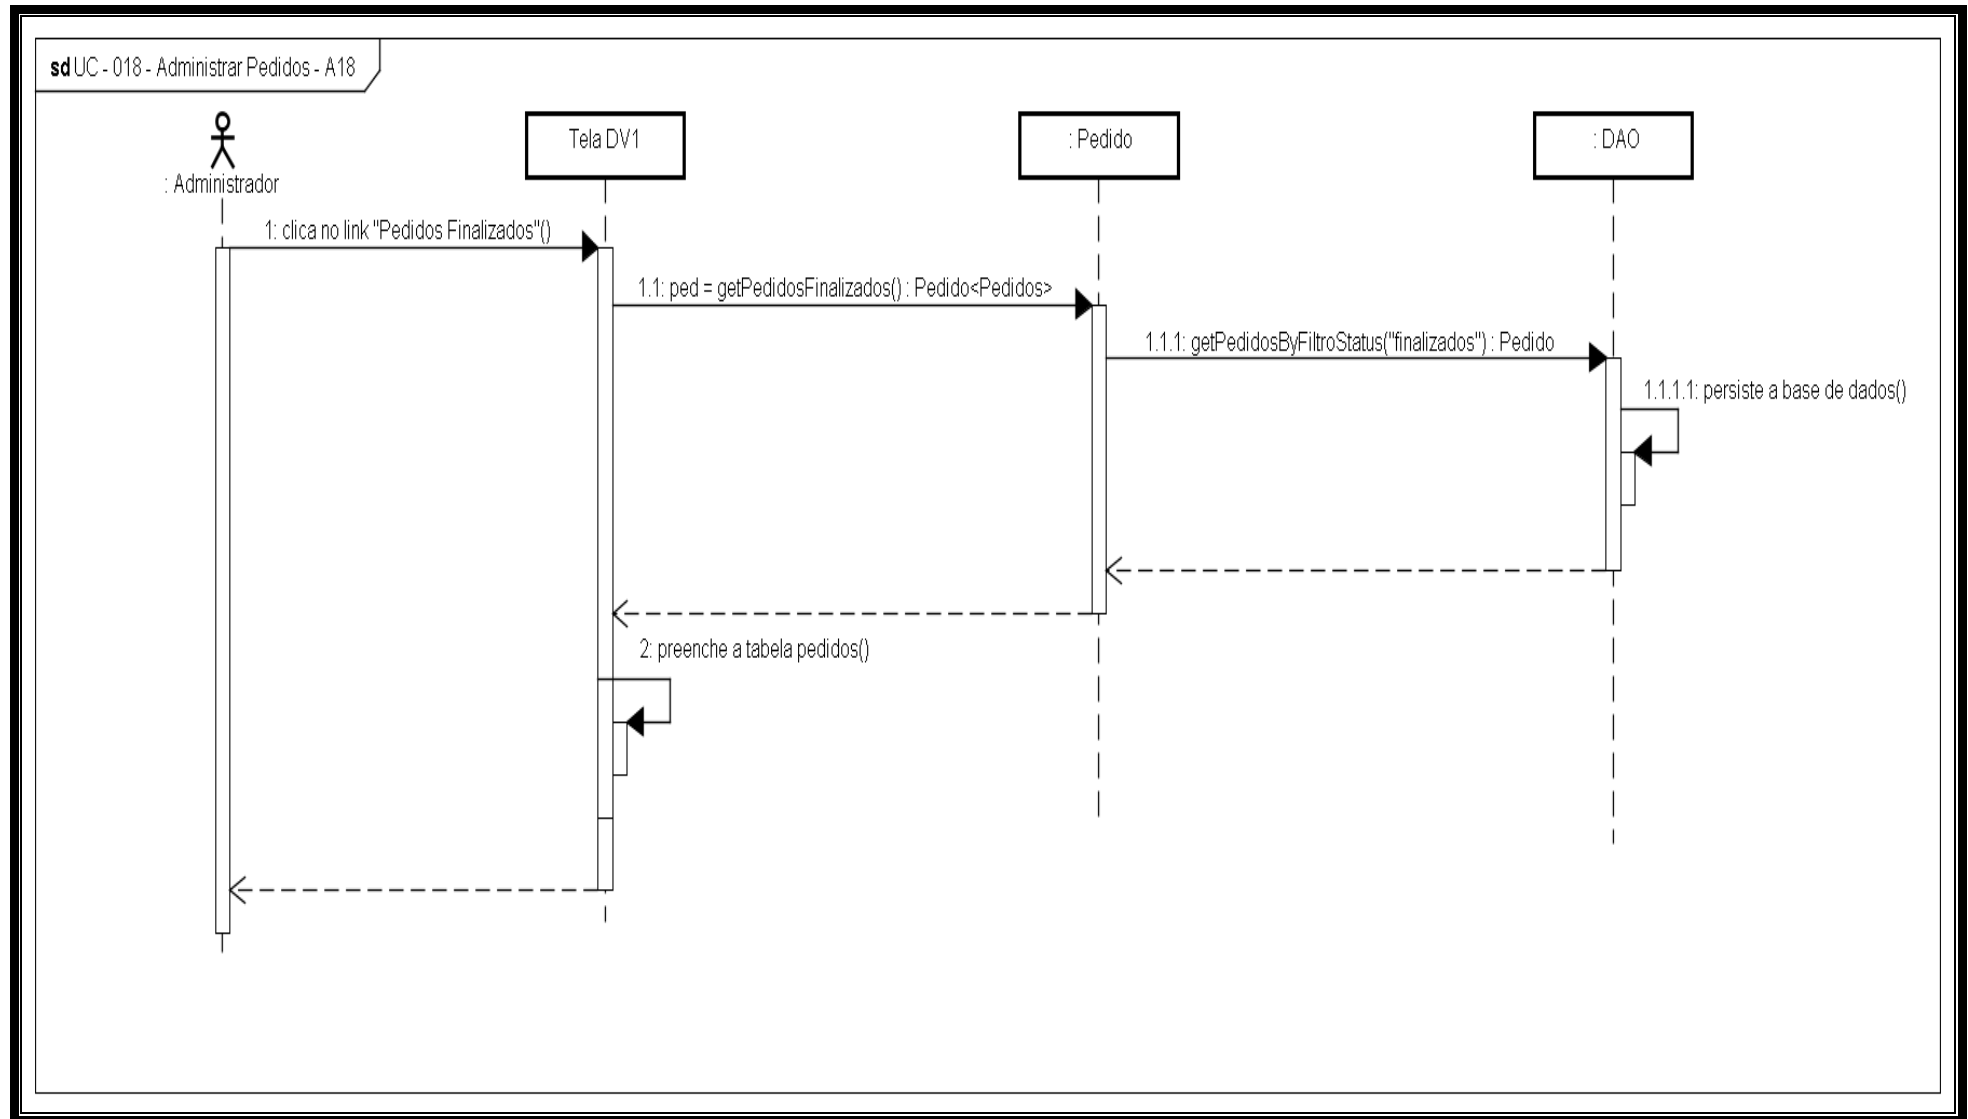 sd UC - 018 - Administrar Pedidos - A18
: Administrador
Tela DV1
: Pedido
: DAO
1: clica no link "Pedidos Finalizados"()
1.1: ped = getPedidosFinalizados() : Pedido<Pedidos>
1.1.1: getPedidosByFiltroStatus("finalizados") : Pedido
1.1.1.1: persiste a base de dados()
2: preenche a tabela pedidos()